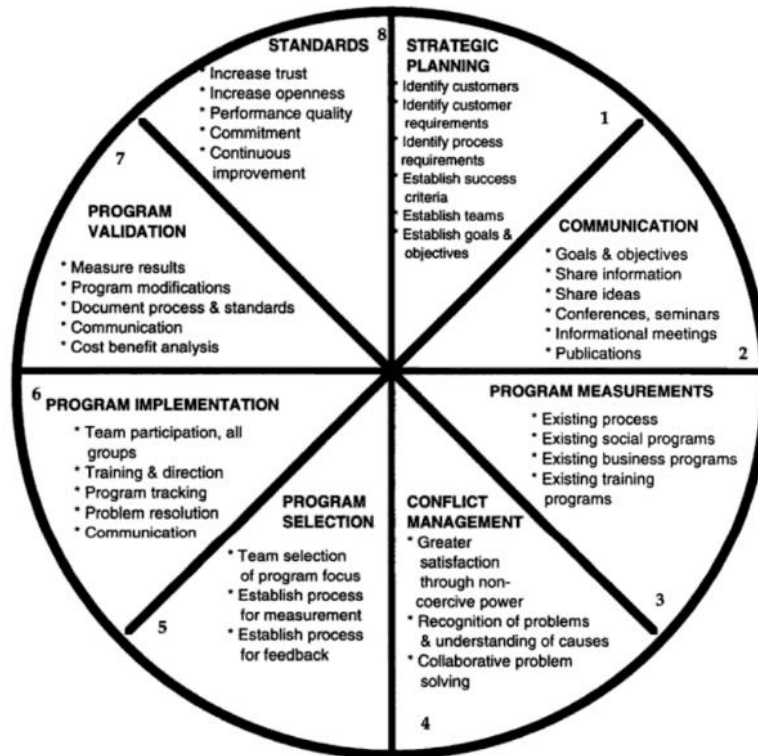 STRATEGIC
PLANNING
* Identify customers
* Identify customer
requirements
* Identify process
requirements
* Establish success
criteria
* Establish teams
* Establish goals &
objectives
1
COMMUNICATION
* Goals & objectives
* Share information
* Share ideas
* Conferences, seminars
* Informational meetings
* Publications
2
PROGRAM MEASUREMENTS
* Existing process
* Existing social programs
* Existing business programs
* Existing training
programs
3
CONFLICT
MANAGEMENT
* Greater
satisfaction
through non-
coercive power
* Recognition of problems
& understanding of causes
* Collaborative problem
solving
4
PROGRAM
SELECTION
* Team selection
of program focus
* Establish process
for measurement
* Establish process
for feedback
5
PROGRAM IMPLEMENTATION
* Team participation, all
groups
* Training & direction
* Program tracking
* Problem resolution
* Communication
6
PROGRAM
VALIDATION
* Measure results
* Program modifications
* Document process & standards
* Communication
* Cost benefit analysis
7
STANDARDS
* Increase trust
* Increase openness
* Performance quality
* Commitment
* Continuous
improvement
8